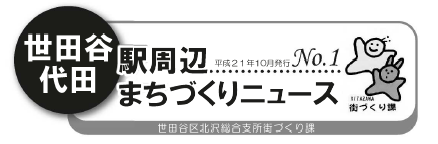 世田谷
代田
駅周辺
平成21年10月発行
No.1
まちづくりニュース
KITAZAWA
街づくり課
世田谷区北沢総合支所街づくり課